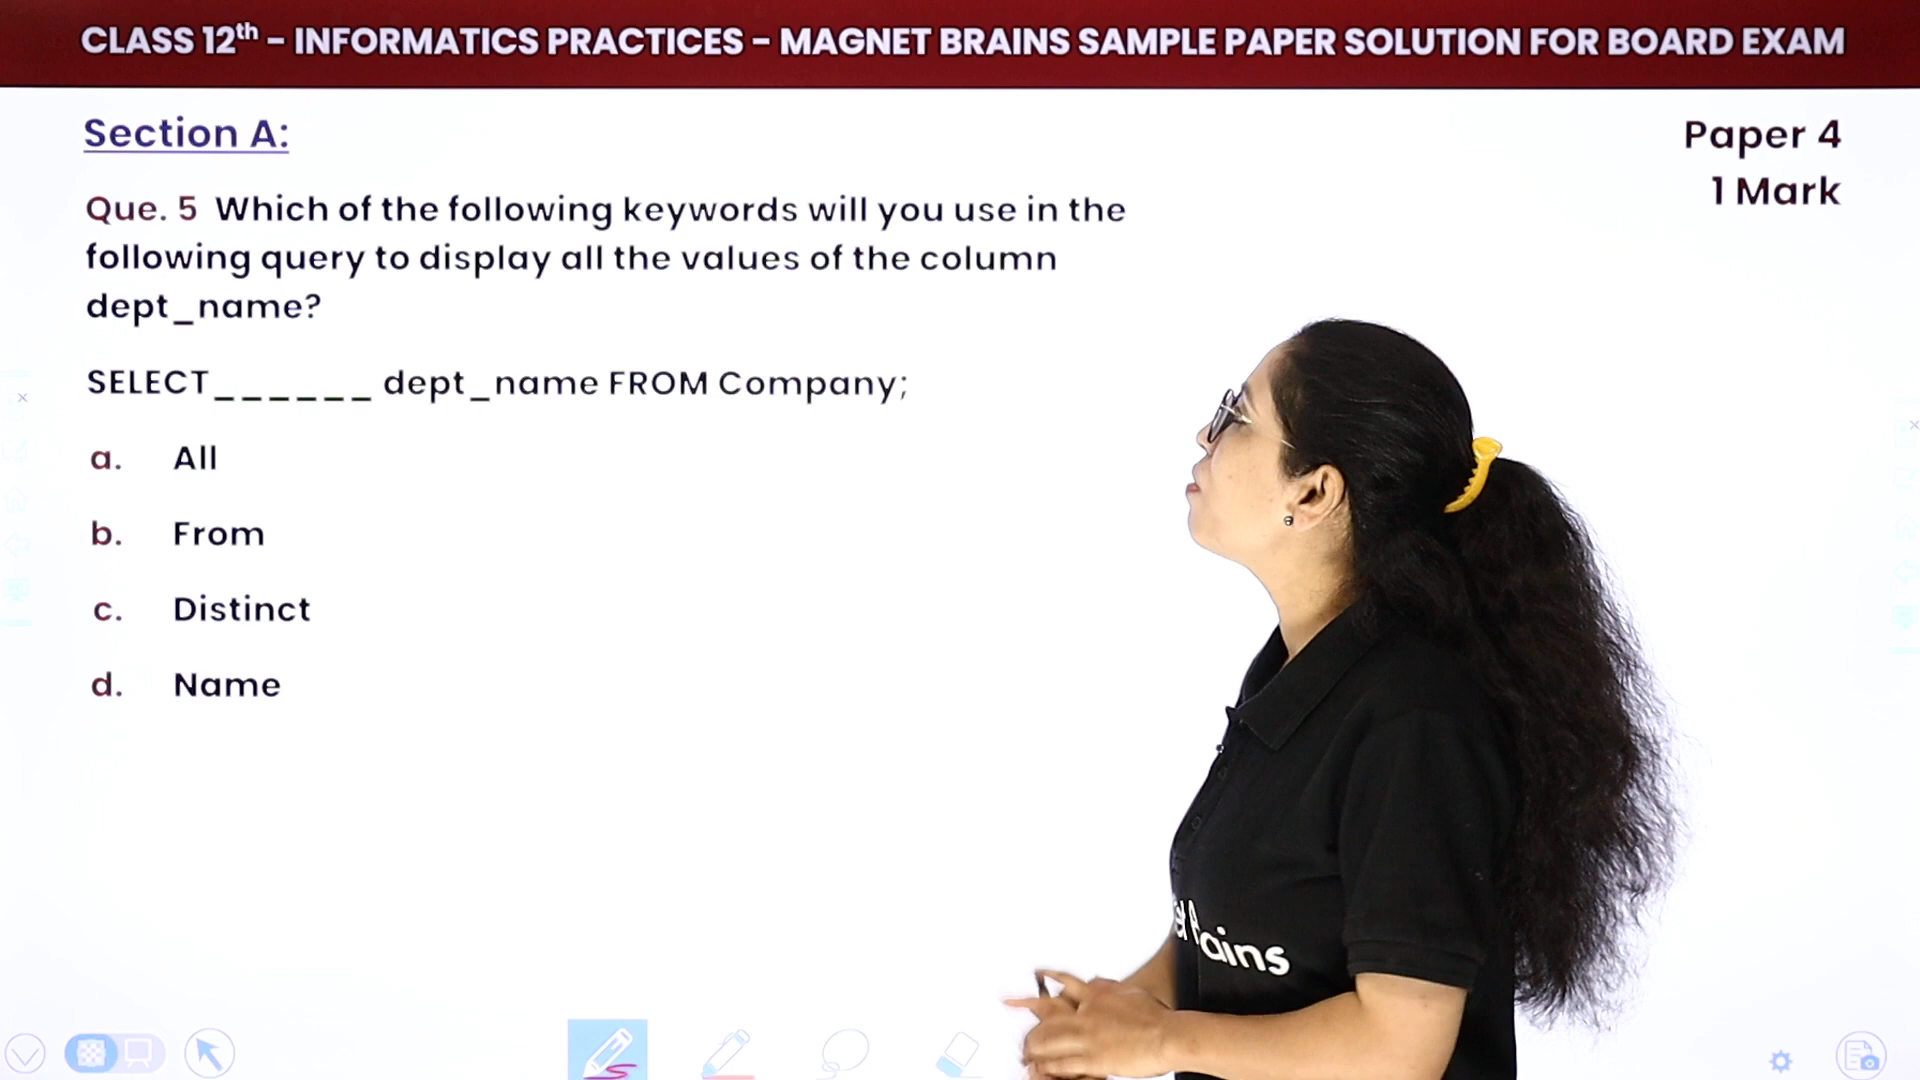 CLASS 12th - INFORMATICS PRACTICES - MAGNET BRAINS SAMPLE PAPER SOLUTION FOR BOARD EXAM
Section A:
Paper 4
1 Mark
Que. 5 Which of the following keywords will you use in the
following query to display all the values of the column
dept_name?
SELECT______ dept_name FROM Company;
a. All
b. From
c. Distinct
d. Name
ains